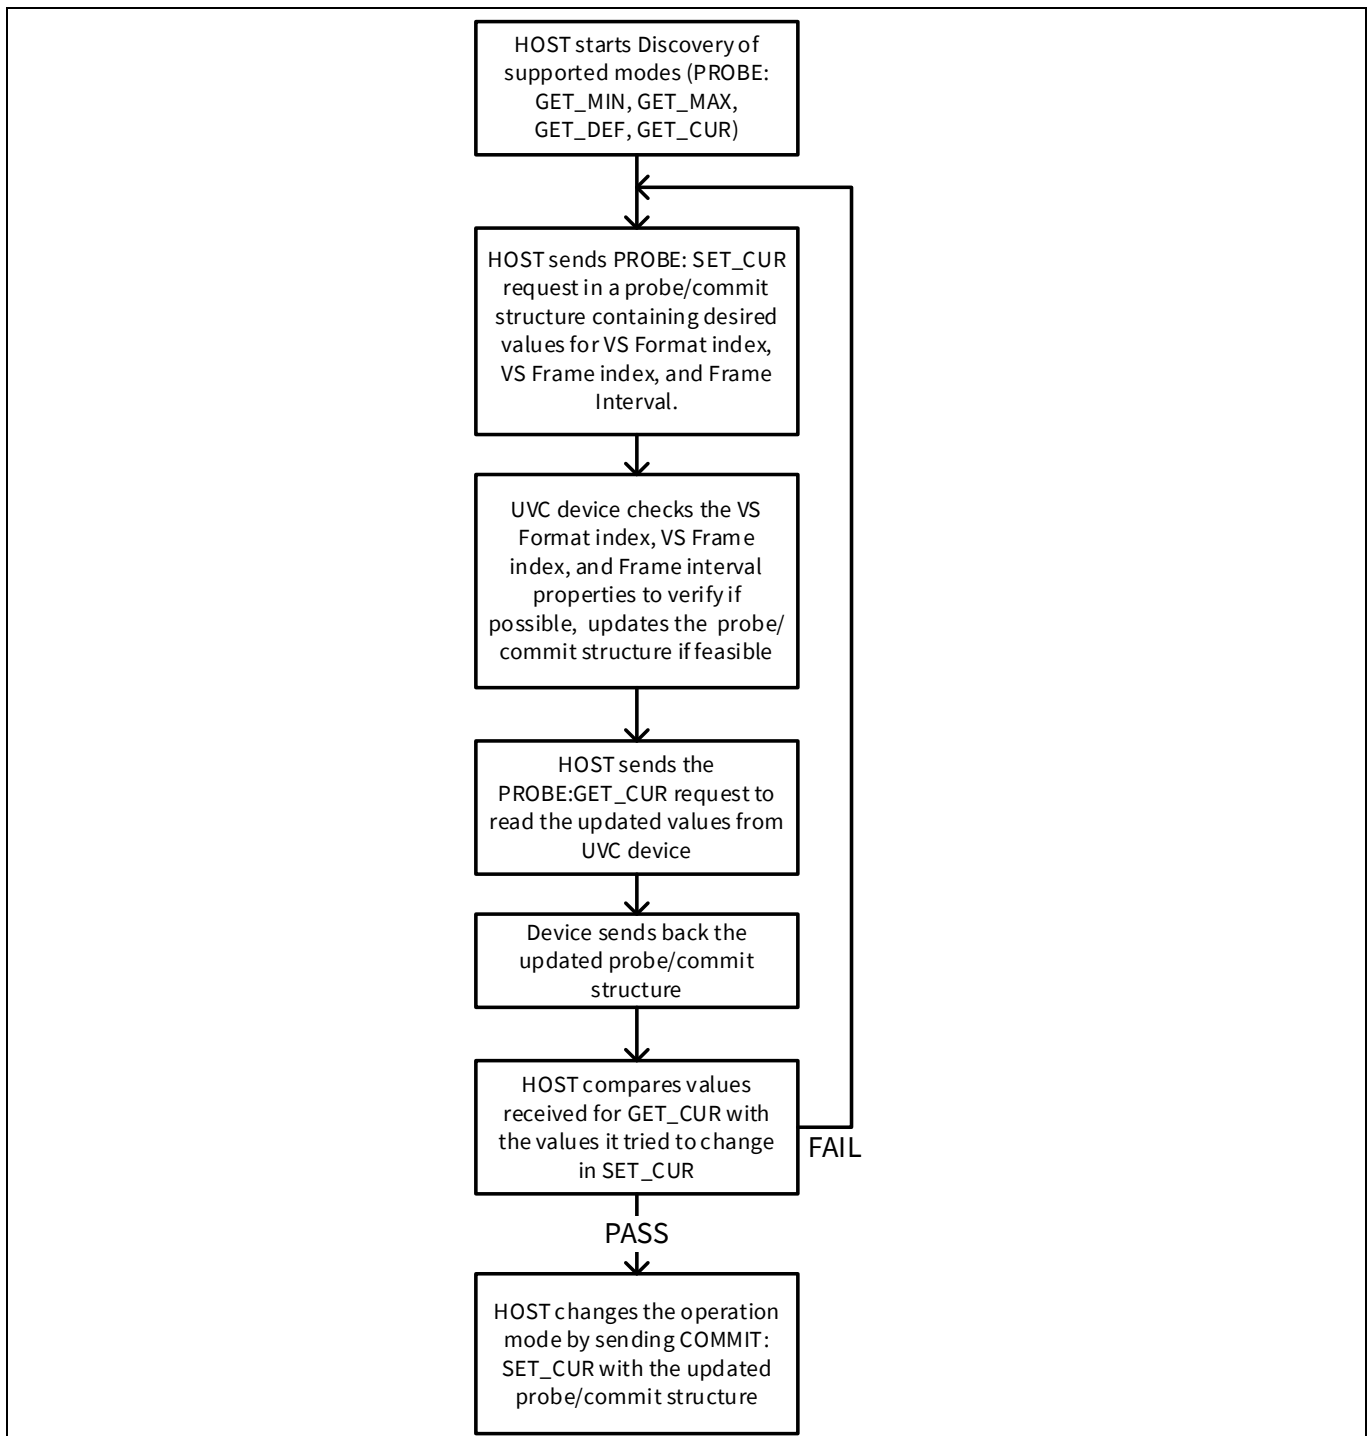 HOST starts Discovery of
supported modes (PROBE:
GET_MIN, GET_MAX,
GET_DEF, GET_CUR)
HOST sends PROBE: SET_CUR
request in a probe/commit
structure containing desired
values for VS Format index,
VS Frame index, and Frame
Interval.
UVC device checks the VS
Format index, VS Frame
index, and Frame interval
properties to verify if
possible, updates the probe/
commit structure if feasible
HOST sends the
PROBE:GET_CUR request to
read the updated values from
UVC device
Device sends back the
updated probe/commit
structure
HOST compares values
received for GET_CUR with
the values it tried to change
in SET_CUR
FAIL
PASS
HOST changes the operation
mode by sending COMMIT:
SET_CUR with the updated
probe/commit structure